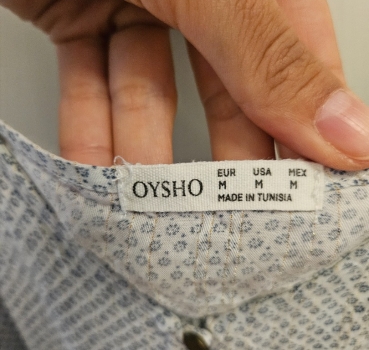 OYSHO
EUR USA MEX
M M M
MADE IN TUNISIA